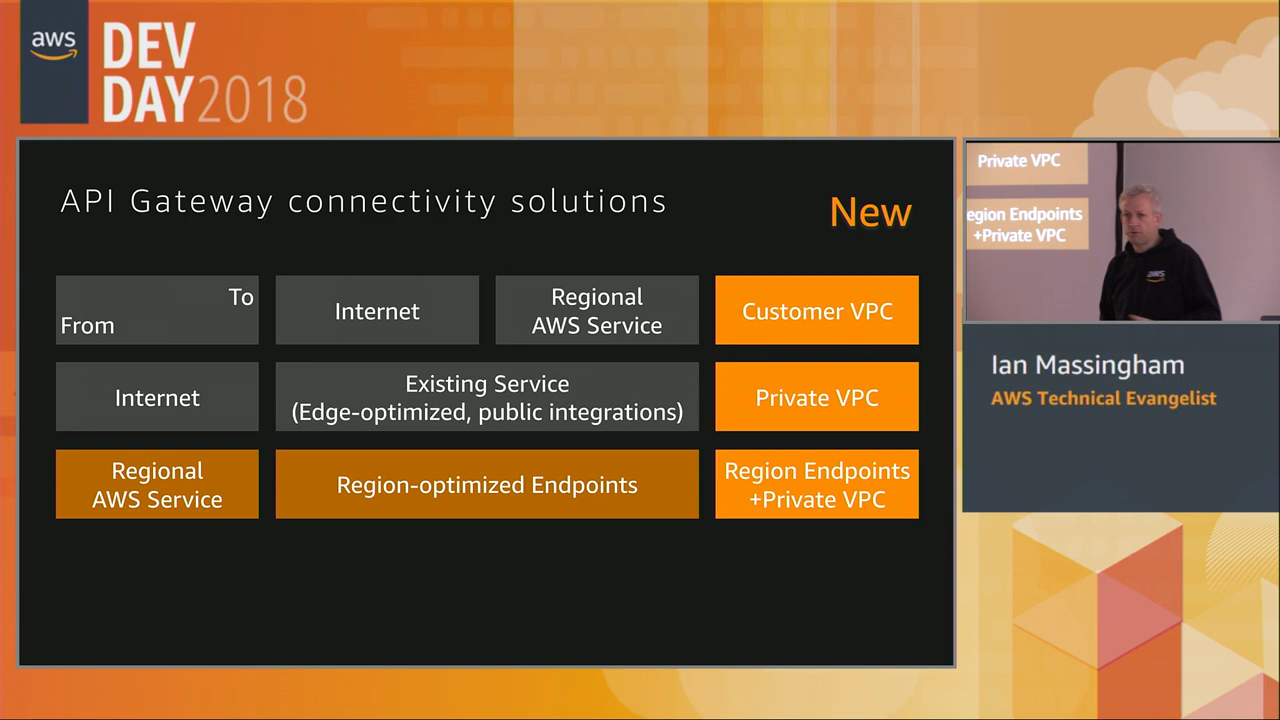 aws
DEV
DAY2018
API Gateway connectivity solutions
New
To
From
Internet
Regional
AWS Service
Customer VPC
Internet
Existing Service
(Edge-optimized, public integrations)
Private VPC
Regional
AWS Service
Region-optimized Endpoints
Region Endpoints
+Private VPC
Private VPC
egion Endpoints
+Private VPC
aws
Ian Massingham
AWS Technical Evangelist